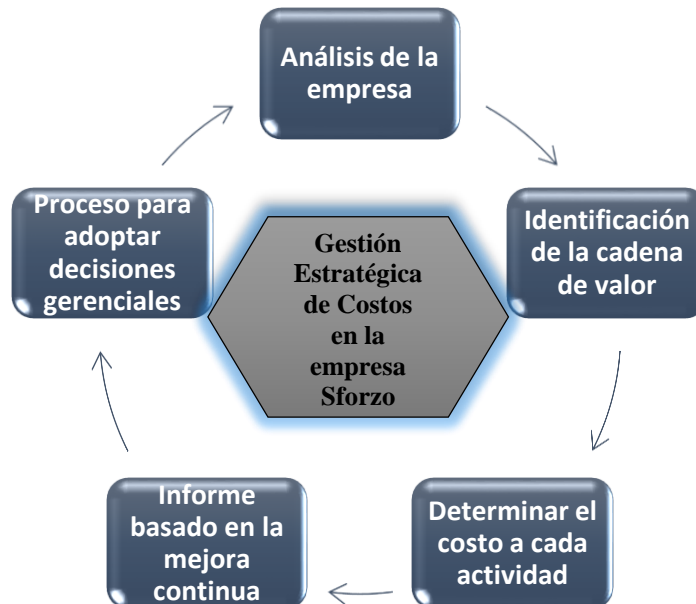 Análisis de la
empresa
Identificación
de la cadena
de valor
Determinar el
costo a cada
actividad
Informe
basado en la
mejora
continua
Proceso para
adoptar
decisiones
gerenciales
Gestión
Estratégica
de Costos
en la
empresa
Sforzo